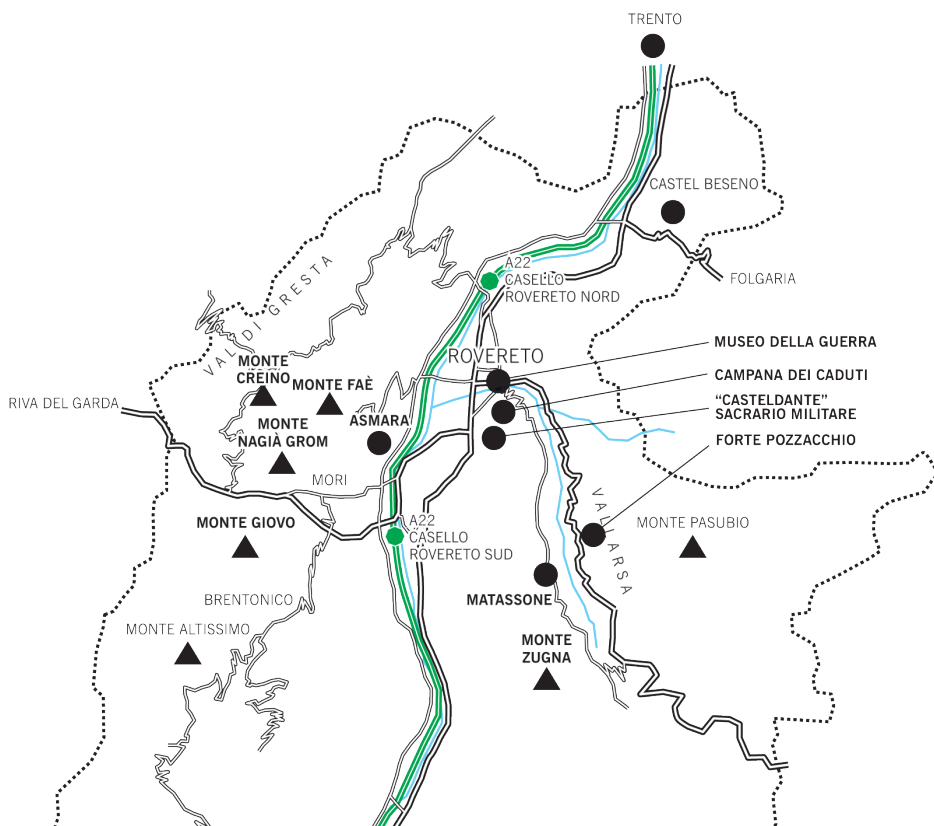 TRENTO
CASTEL BESENO
FOLGARIA
A22
CASELLO
ROVERETO NORD
VAL DI GRESTA
MUSEO DELLA GUERRA
ROVERETO
MONTE
CREINO
MONTE FAÈ
CAMPANA DEI CADUTI
RIVA DEL GARDA
ASMARA
“CASTELDANTE”
SACRARIO MILITARE
MONTE
NAGIÀ GROM
FORTE POZZACCHIO
MORI
MONTE GIOVO
A22
CASELLO
ROVERETO SUD
VALLARSA
MONTE PASUBIO
BRENTONICO
MATASSONE
MONTE ALTISSIMO
MONTE
ZUGNA